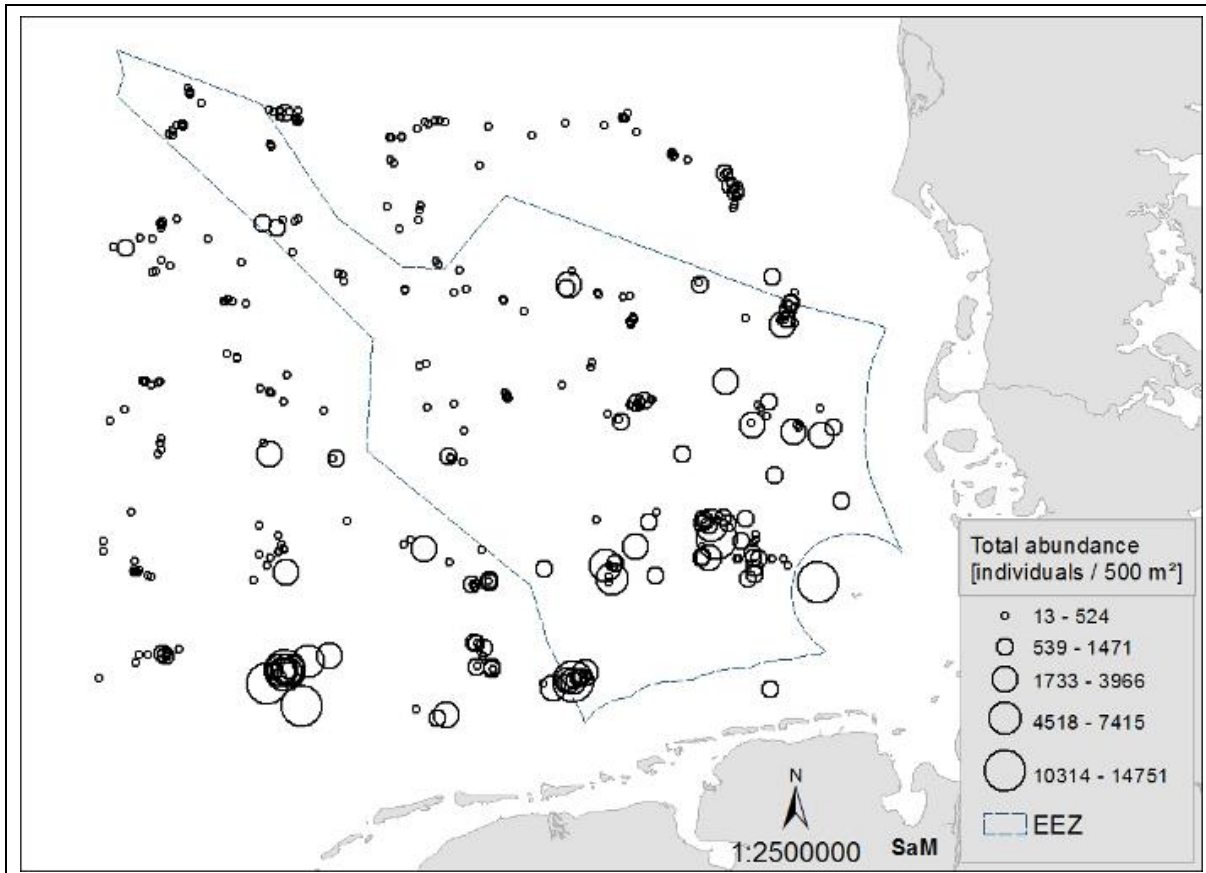 Total abundance
[individuals / 500 m²]
13 - 524
539 - 1471
1733 - 3966
4518 - 7415
10314 - 14751
EEZ
N
1:2500000
SaM